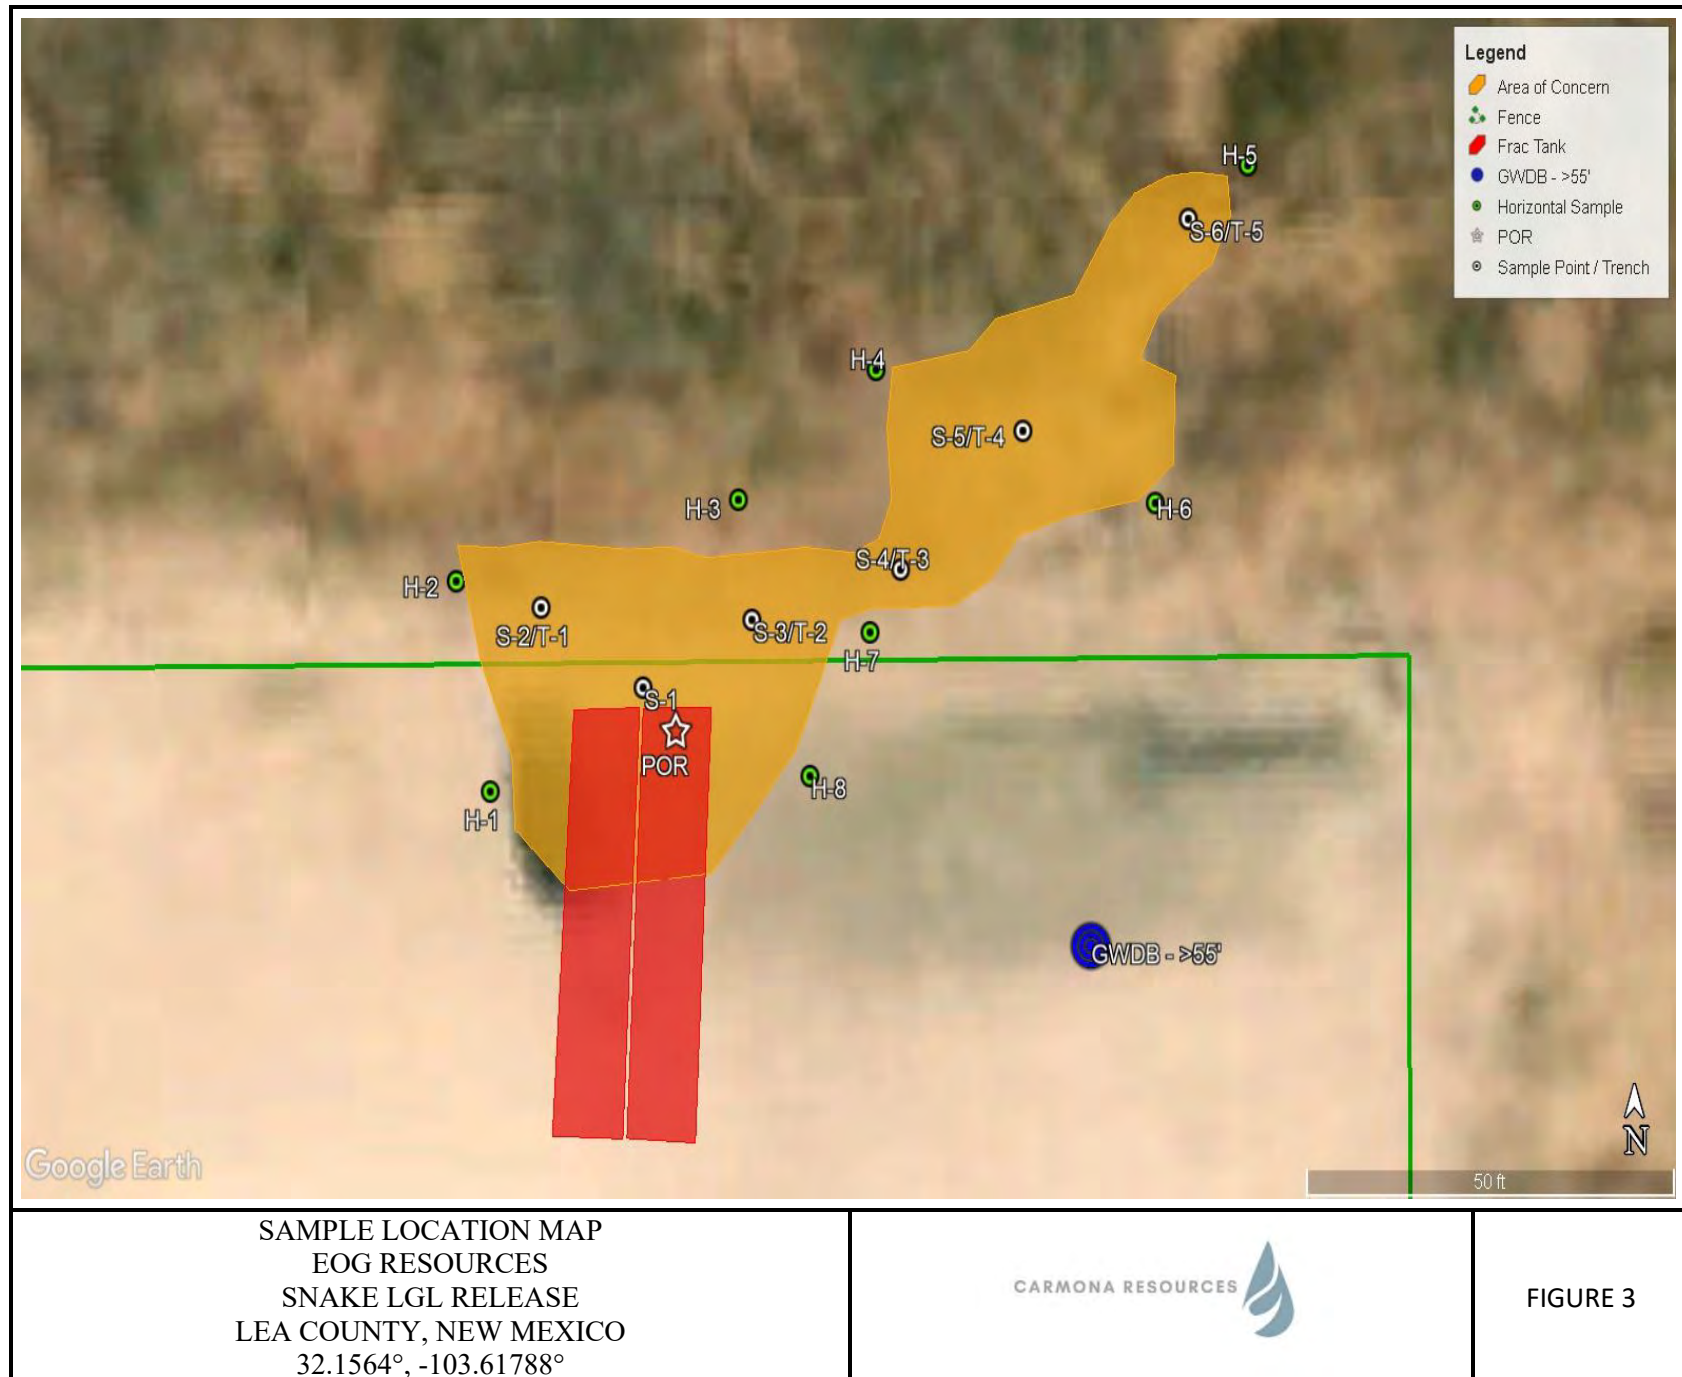 Legend
Area of Concern
Fence
Frac Tank
GWDB - >55'
Horizontal Sample
POR
Sample Point / Trench
H-5
S-6/T-5
H-4
S-5/T-4
H-3
H-6
S-4/T-3
H-2
S-2/T-1
S-3/T-2
H-7
S-1
POR
H-8
H-1
GWDB - >55'
N
Google Earth
50 ft
SAMPLE LOCATION MAP
EOG RESOURCES
SNAKE LGL RELEASE
LEA COUNTY, NEW MEXICO
32.1564°, -103.61788°
CARMONA RESOURCES
FIGURE 3